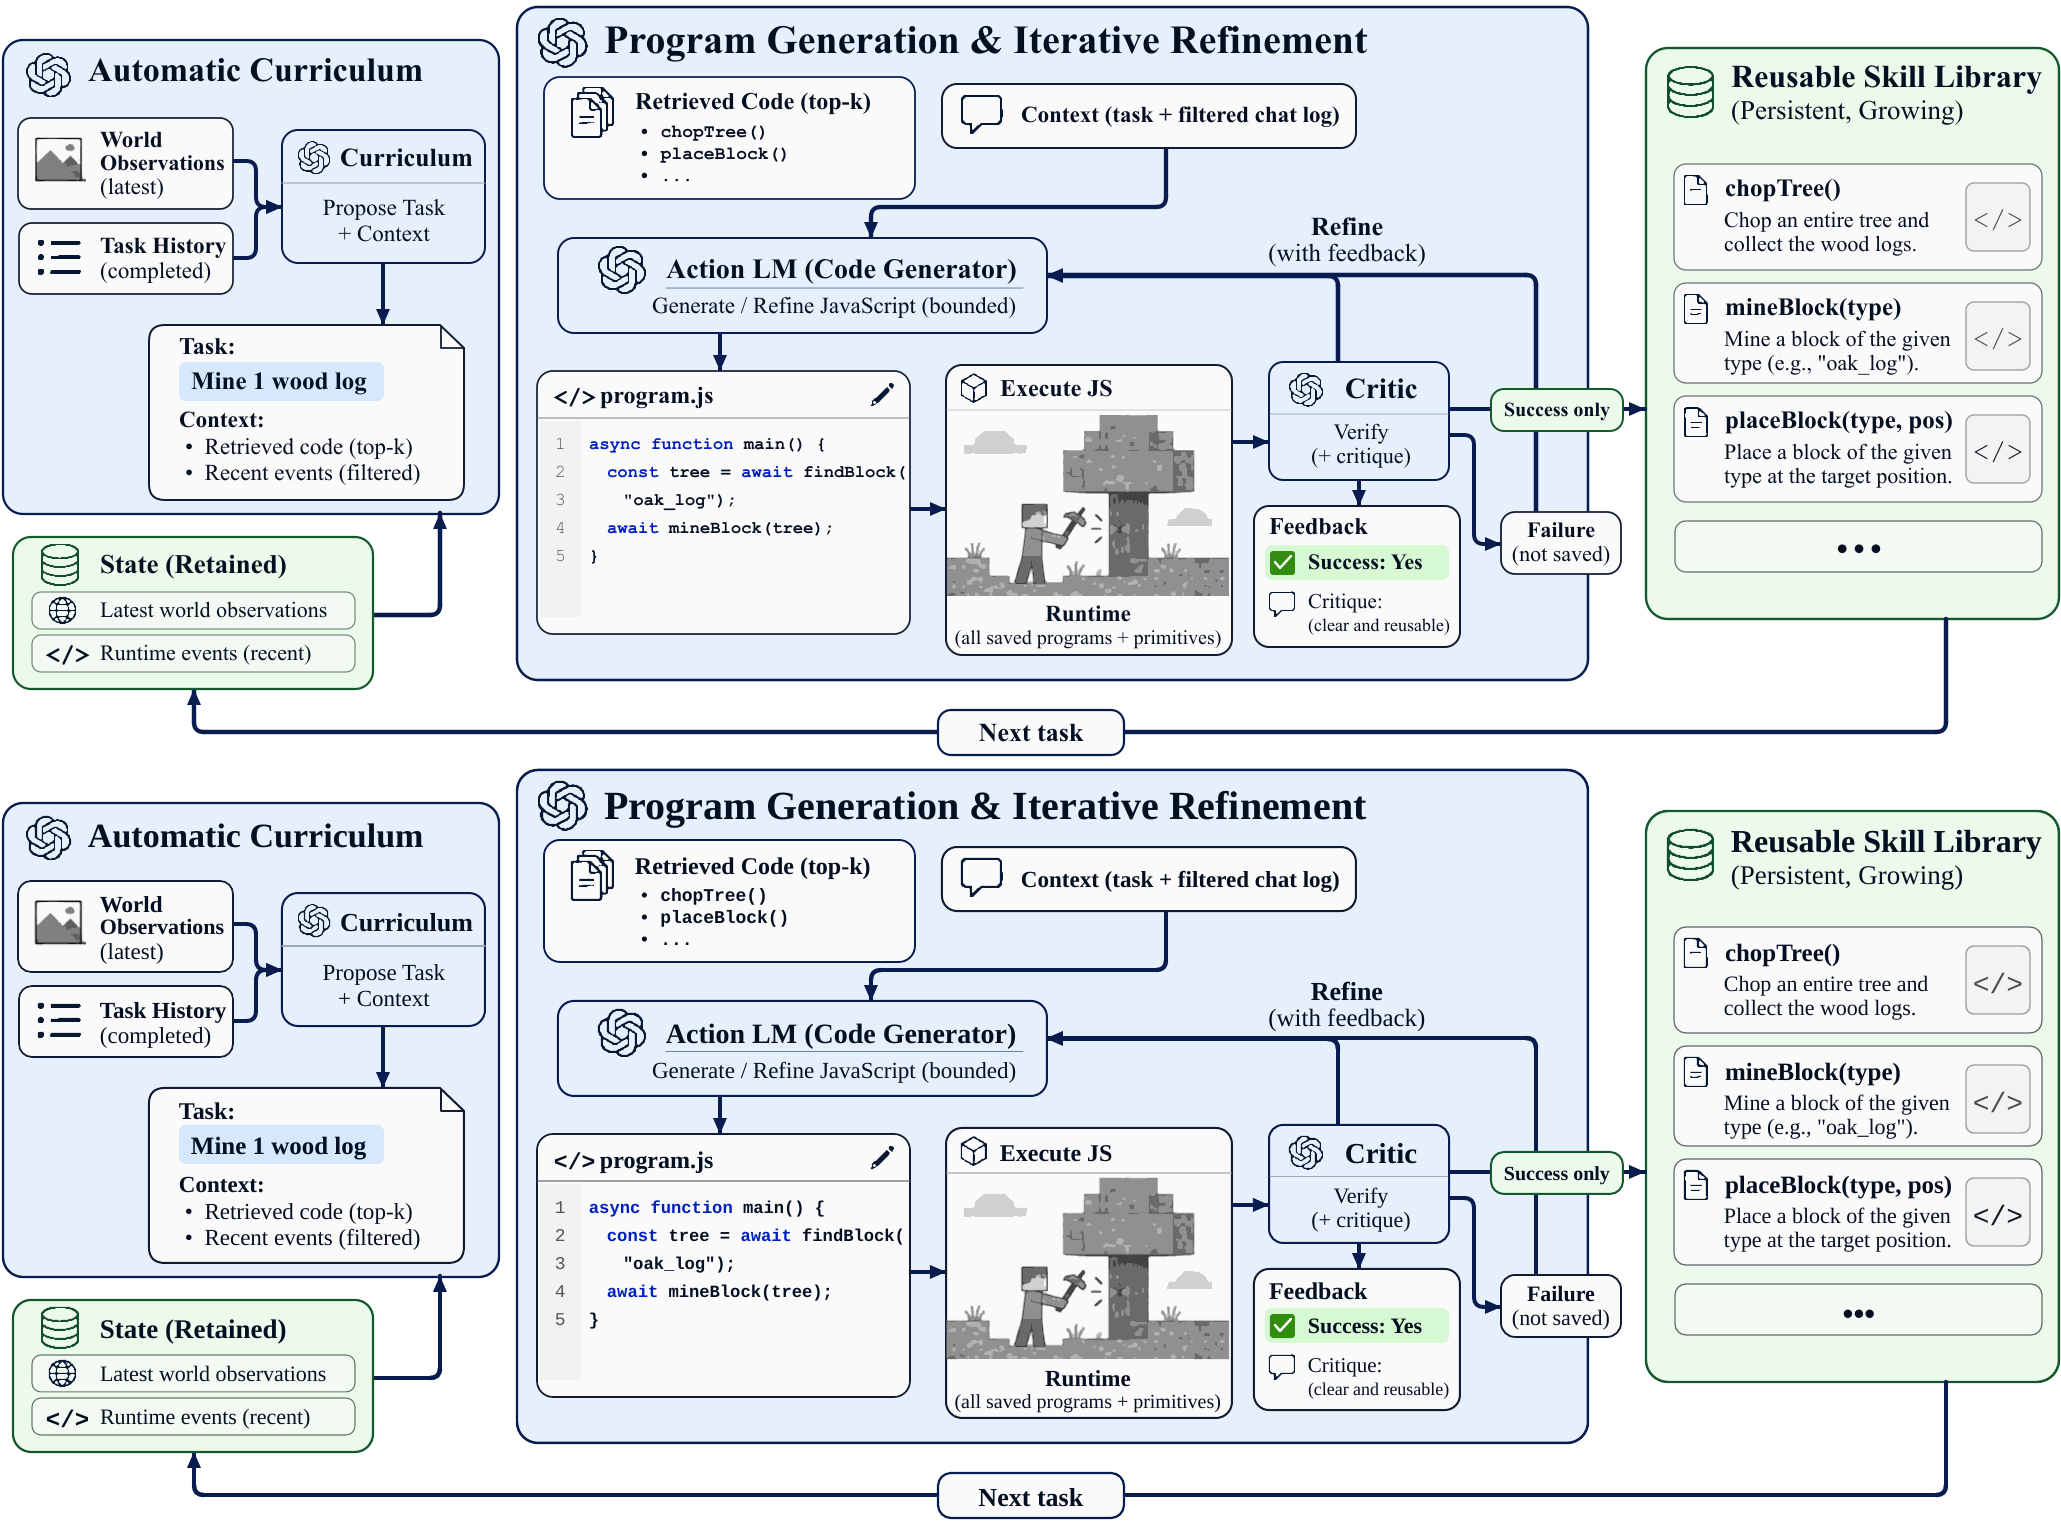 Automatic Curriculum
World
Observations
(latest)
Task History
(completed)
Curriculum
Propose Task
+ Context
Task:
Mine 1 wood log
Context:
• Retrieved code (top-k)
• Recent events (filtered)
State (Retained)
Latest world observations
</> Runtime events (recent)
Program Generation & Iterative Refinement
Retrieved Code (top-k)
• chopTree()
• placeBlock()
• ...
Context (task + filtered chat log)
Action LM (Code Generator)
Generate / Refine JavaScript (bounded)
Refine
(with feedback)
</> program.js
1 async function main() {
2 const tree = await findBlock(
3 "oak_log");
4 await mineBlock(tree);
5 }
Execute JS
Runtime
(all saved programs + primitives)
Critic
Verify
(+ critique)
Feedback
Success: Yes
Critique:
(clear and reusable)
Success only
Failure
(not saved)
Reusable Skill Library
(Persistent, Growing)
chopTree()
Chop an entire tree and
collect the wood logs.
</>
mineBlock(type)
Mine a block of the given
type (e.g., "oak_log").
</>
placeBlock(type, pos)
Place a block of the given
type at the target position.
</>
•••
Next task
Automatic Curriculum
World
Observations
(latest)
Task History
(completed)
Curriculum
Propose Task
+ Context
Task:
Mine 1 wood log
Context:
• Retrieved code (top-k)
• Recent events (filtered)
State (Retained)
Latest world observations
</> Runtime events (recent)
Program Generation & Iterative Refinement
Retrieved Code (top-k)
• chopTree()
• placeBlock()
• ...
Context (task + filtered chat log)
Action LM (Code Generator)
Generate / Refine JavaScript (bounded)
Refine
(with feedback)
</> program.js
1 async function main() {
2 const tree = await findBlock(
3 "oak_log");
4 await mineBlock(tree);
5 }
Execute JS
Runtime
(all saved programs + primitives)
Critic
Verify
(+ critique)
Feedback
Success: Yes
Critique:
(clear and reusable)
Success only
Failure
(not saved)
Reusable Skill Library
(Persistent, Growing)
chopTree()
Chop an entire tree and
collect the wood logs.
</>
mineBlock(type)
Mine a block of the given
type (e.g., "oak_log").
</>
placeBlock(type, pos)
Place a block of the given
type at the target position.
</>
•••
Next task